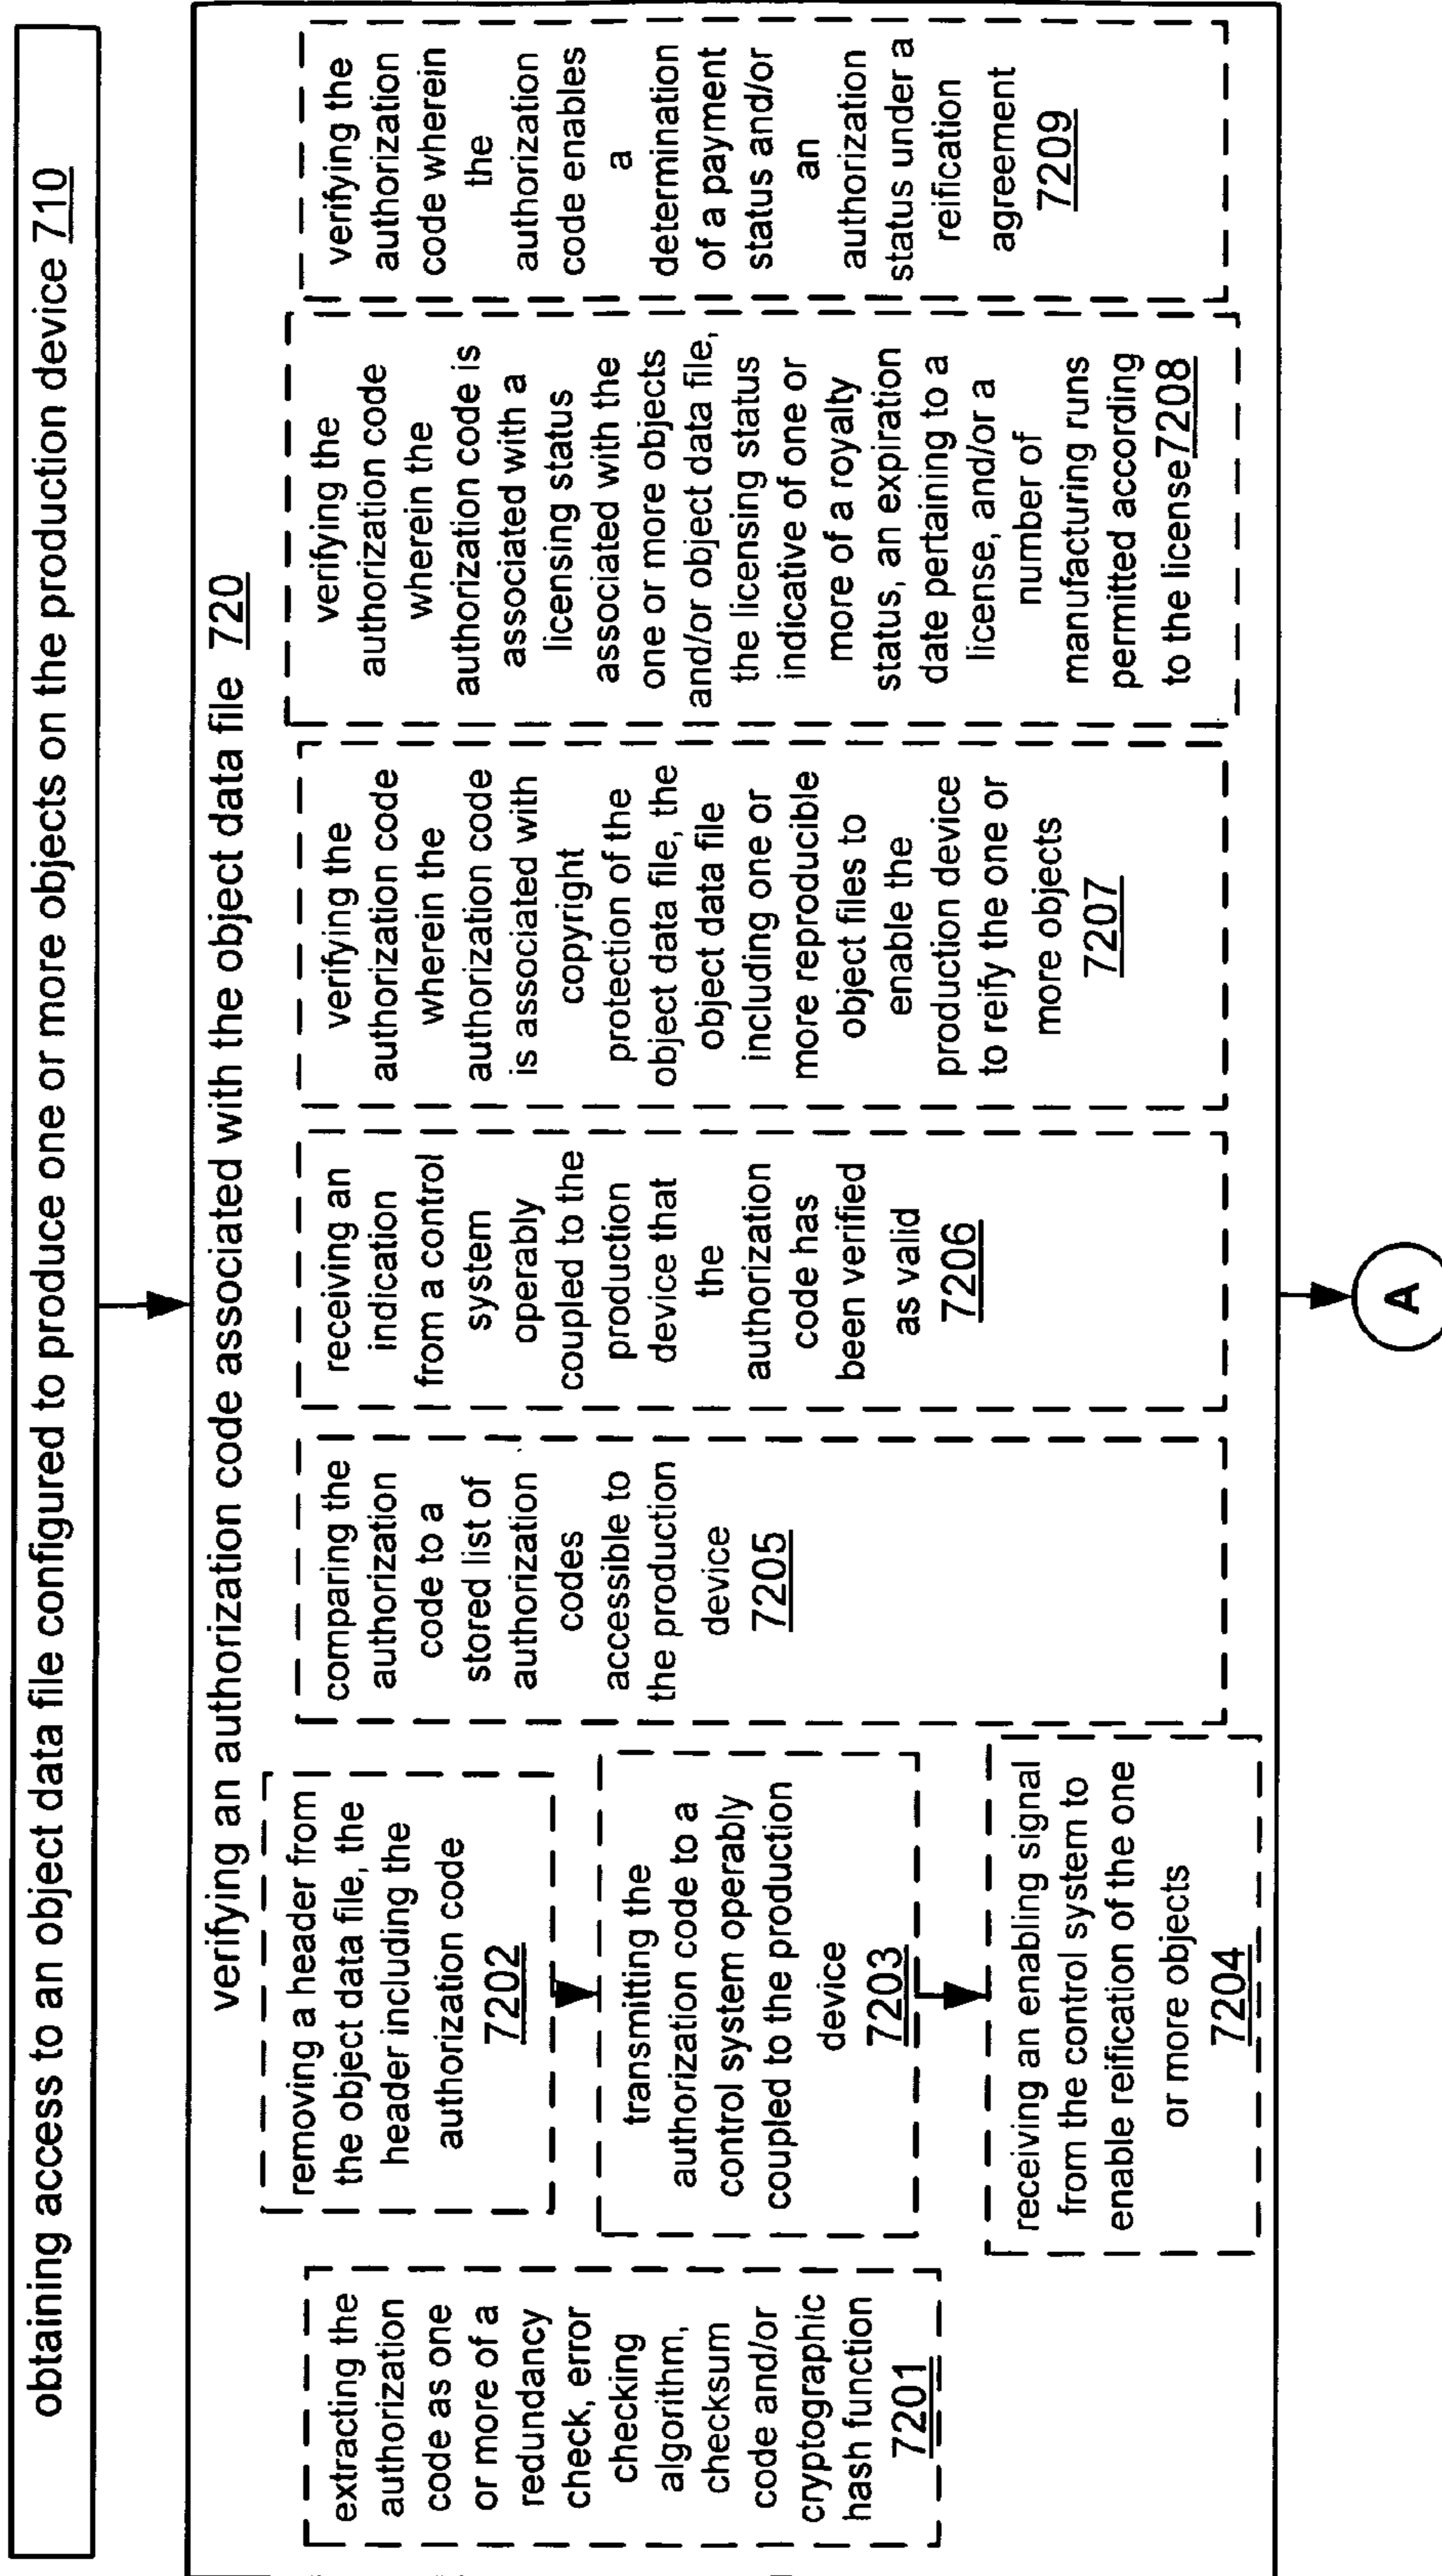 obtaining access to an object data file configured to produce one or more objects on the production device 710
verifying an authorization code associated with the object data file 720
extracting the
authorization
code as one
or more of a
redundancy
check, error
checking
algorithm,
checksum
code and/or
cryptographic
hash function
7201
removing a header from
the object data file, the
header including the
authorization code
7202
transmitting the
authorization code to a
control system operably
coupled to the production
device
7203
receiving an enabling signal
from the control system to
enable reification of the one
or more objects
7204
comparing the
authorization
code to a
stored list of
authorization
codes
accessible to
the production
device
7205
receiving an
indication
from a control
system
operably
coupled to the
production
device that
the
authorization
code has
been verified
as valid
7206
verifying the
authorization code
wherein the
authorization code
is associated with
copyright
protection of the
object data file, the
object data file
including one or
more reproducible
object files to
enable the
production device
to reify the one or
more objects
7207
verifying the
authorization code
wherein the
authorization code is
associated with a
licensing status
associated with the
one or more objects
and/or object data file,
the licensing status
indicative of one or
more of a royalty
status, an expiration
date pertaining to a
license, and/or a
number of
manufacturing runs
permitted according
to the license7208
verifying the
authorization
code wherein
the
authorization
code enables
a
determination
of a payment
status and/or
an
authorization
status under a
reification
agreement
7209
A